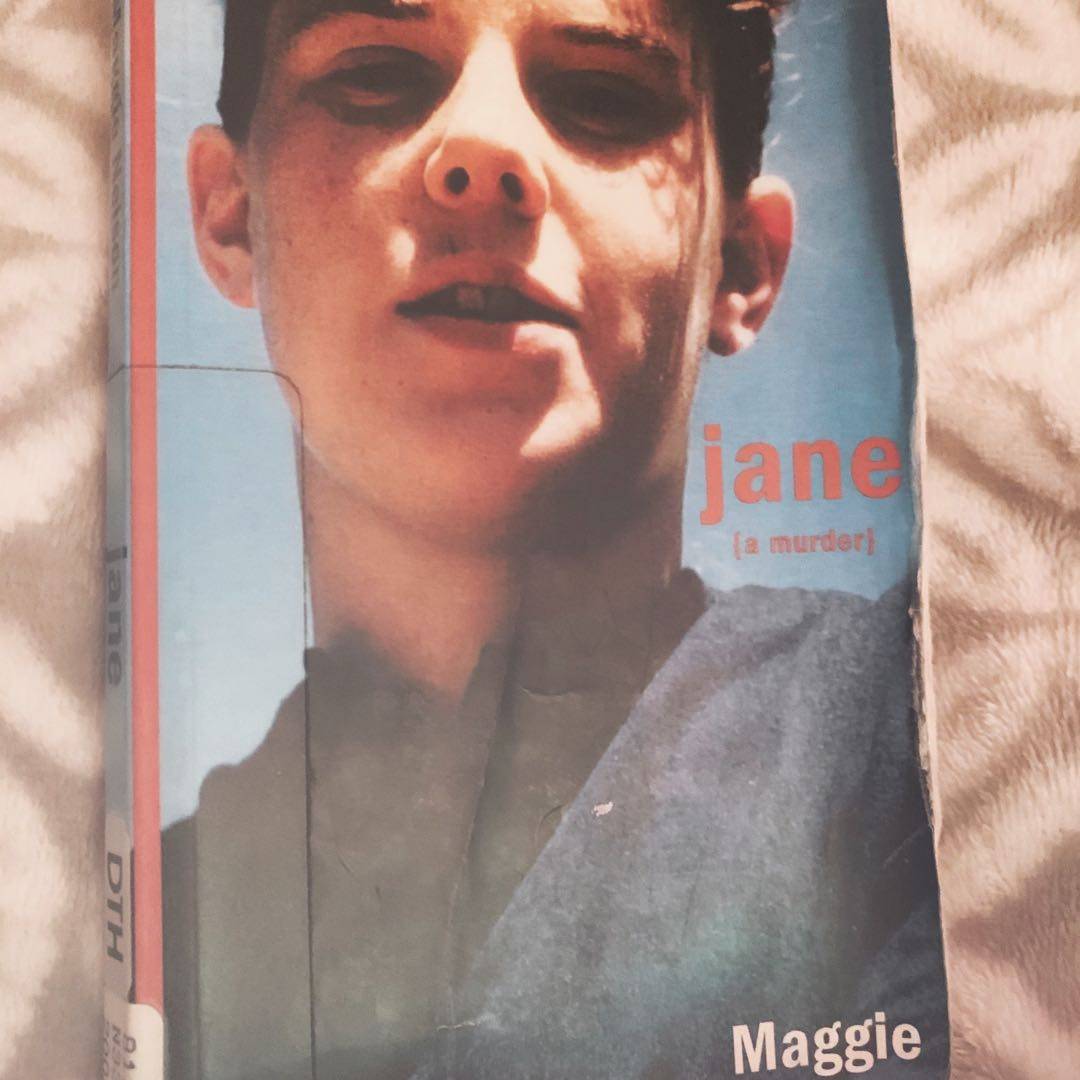 jane
{a murder}
Maggie
jane
DTH